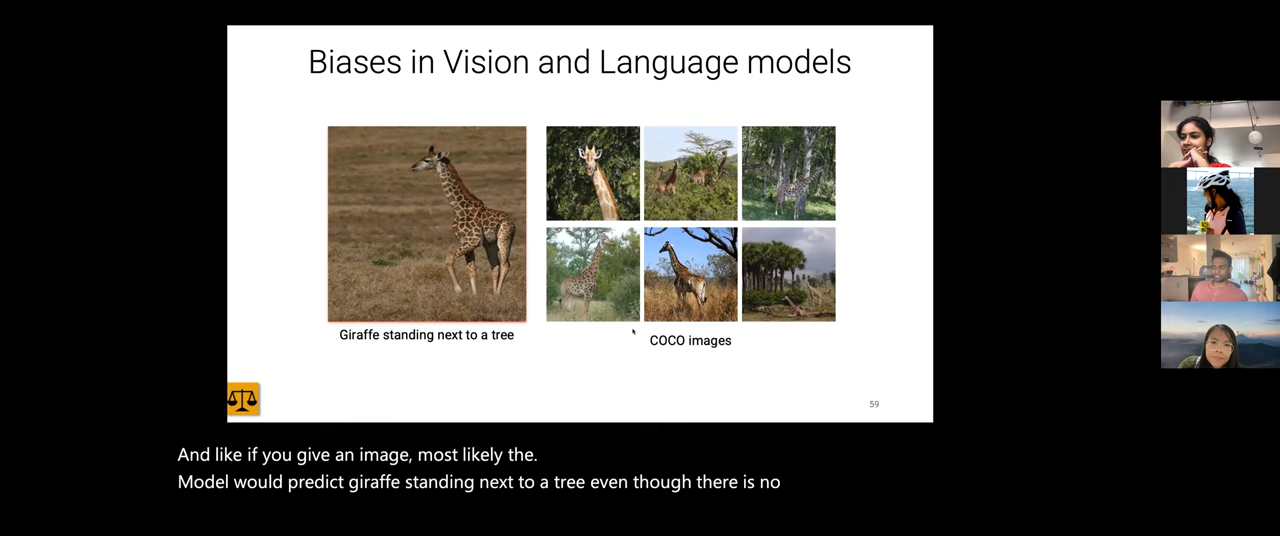 Biases in Vision and Language models
Giraffe standing next to a tree
COCO images
59
And like if you give an image, most likely the.
Model would predict giraffe standing next to a tree even though there is no